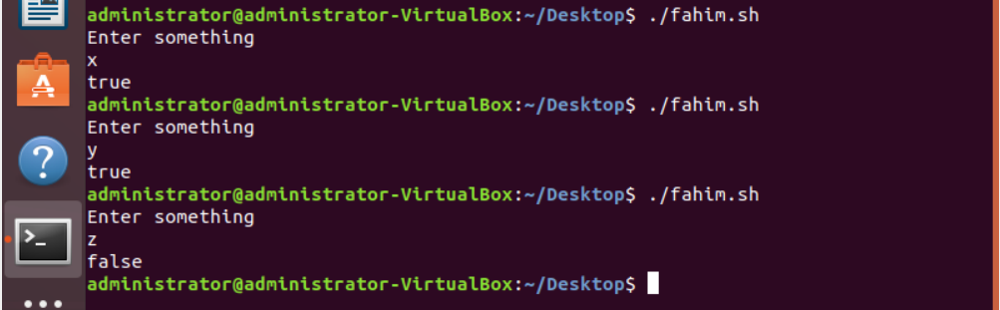 administrator@administrator-VirtualBox:~/Desktop$ ./fahim.sh
Enter something
x
true
administrator@administrator-VirtualBox:~/Desktop$ ./fahim.sh
Enter something
y
true
administrator@administrator-VirtualBox:~/Desktop$ ./fahim.sh
Enter something
z
false
administrator@administrator-VirtualBox:~/Desktop$